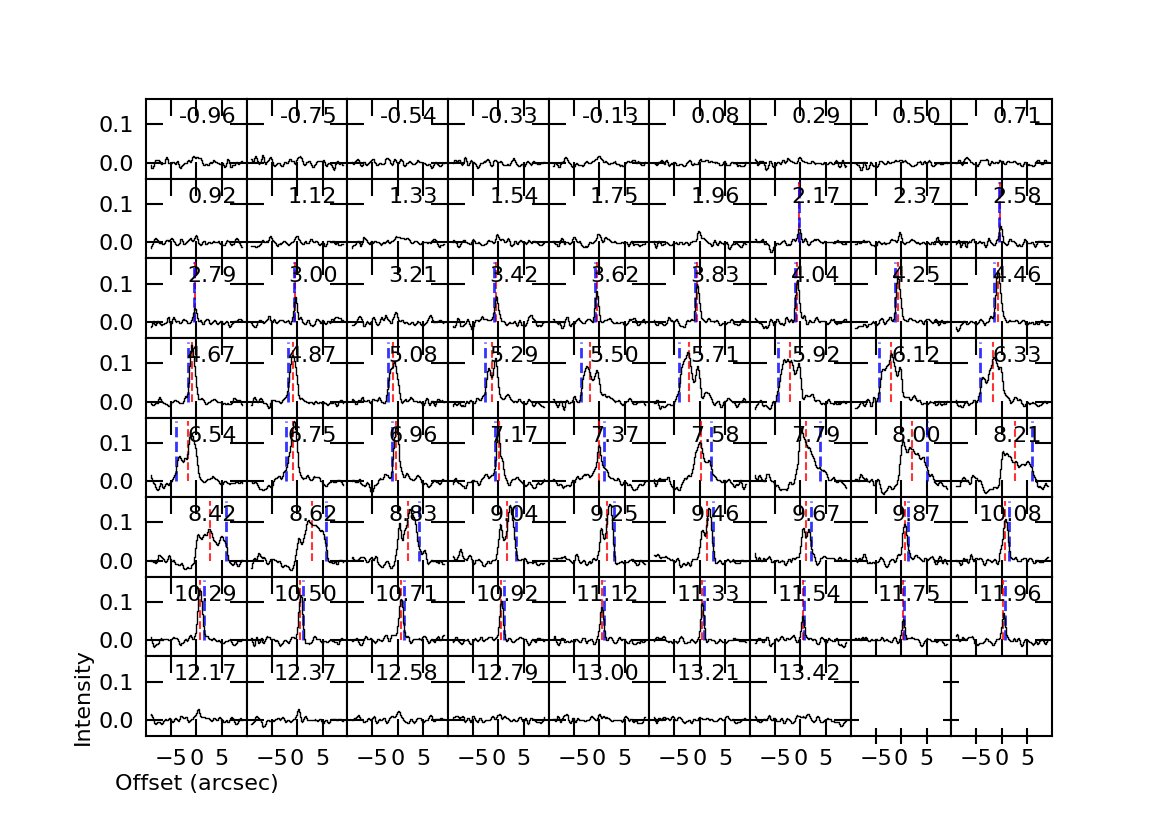 0.1 -0.96 -0.75 -0.54 -0.33 -0.13 0.08 0.29 0.50 0.71
0.0
0.1 0.92 1.12 1.33 1.54 1.75 1.96 2.17 2.37 2.58
0.0
0.1 2.79 3.00 3.21 3.42 3.62 3.83 4.04 4.25 4.46
0.0
0.1 4.67 4.87 5.08 5.29 5.50 5.71 5.92 6.12 6.33
0.0
0.1 6.54 6.75 6.96 7.17 7.37 7.58 7.79 8.00 8.21
0.0
0.1 8.42 8.62 8.83 9.04 9.25 9.46 9.67 9.87 10.08
0.0
0.1 10.29 10.50 10.71 10.92 11.12 11.33 11.54 11.75 11.96
0.0
0.1 12.17 12.37 12.58 12.79 13.00 13.21 13.42
0.0
Intensity
−5 0 5 −5 0 5 −5 0 5 −5 0 5 −5 0 5 −5 0 5 −5 0 5 −5 0 5 −5 0 5
Offset (arcsec)